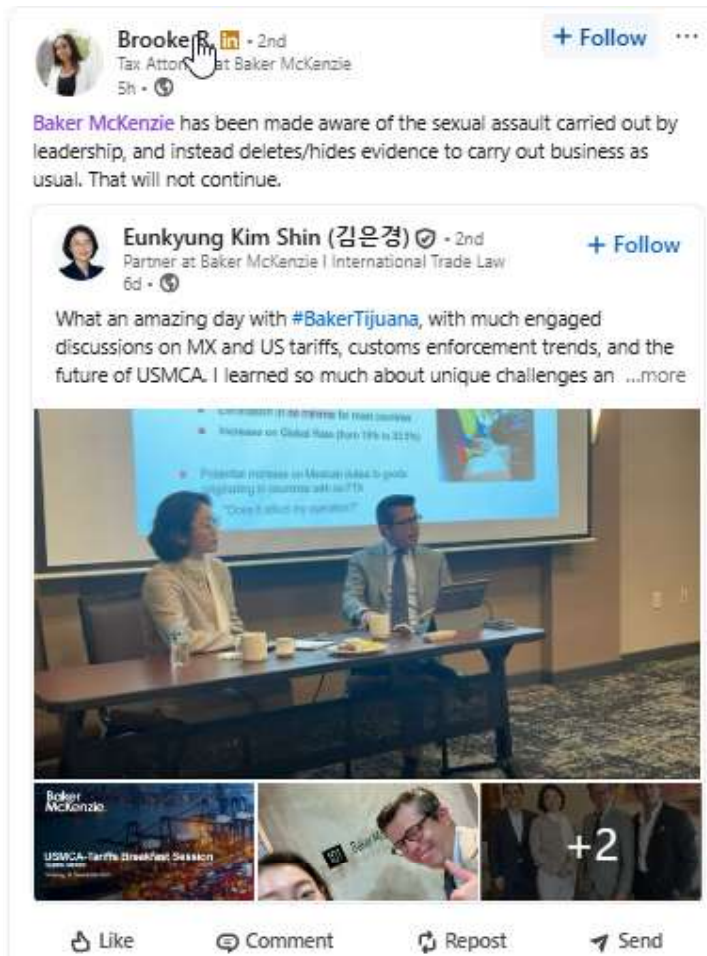 Brooke R. in • 2nd
+ Follow
Tax at Baker McKenzie
5h •
Baker McKenzie has been made aware of the sexual assault carried out by
leadership, and instead deletes/hides evidence to carry out business as
usual. That will not continue.
Eunkyung Kim Shin (김은경) • 2nd
+ Follow
Partner at Baker McKenzie I International Trade Law
6d •
What an amazing day with #BakerTijuana, with much engaged
discussions on MX and US tariffs, customs enforcement trends, and the
future of USMCA. I learned so much about unique challenges an ...more
Increase on Global Rate (from
Potential increase on Mexican duties to goods
originating in countries with no FTA
"Does it affect my operation?"
Baker
McKenzie.
USMCA-Tariffs Breakfast Session
+2
Like
Comment
Repost
Send